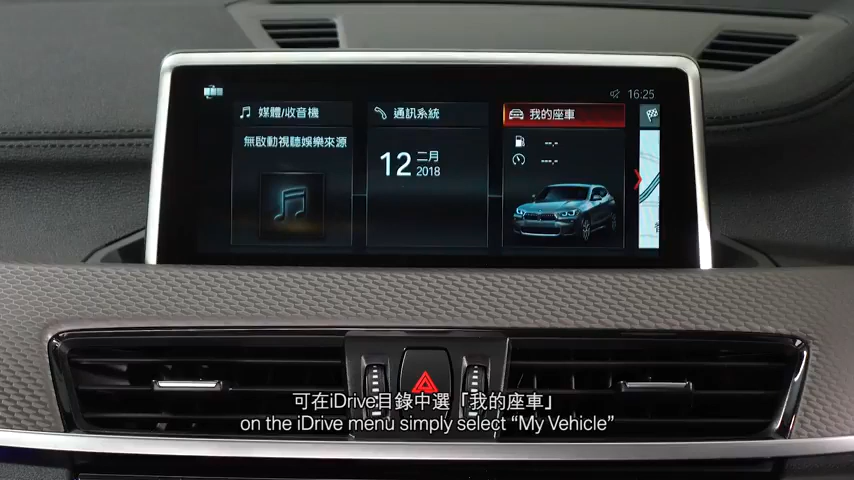 16:25
媒體/收音機
通訊系統
我的座車
無啟動視聽娛樂來源
12 二月
2018
--,-
---,--
可在iDrive目錄中選「我的座車」
on the iDrive menu simply select “My Vehicle”